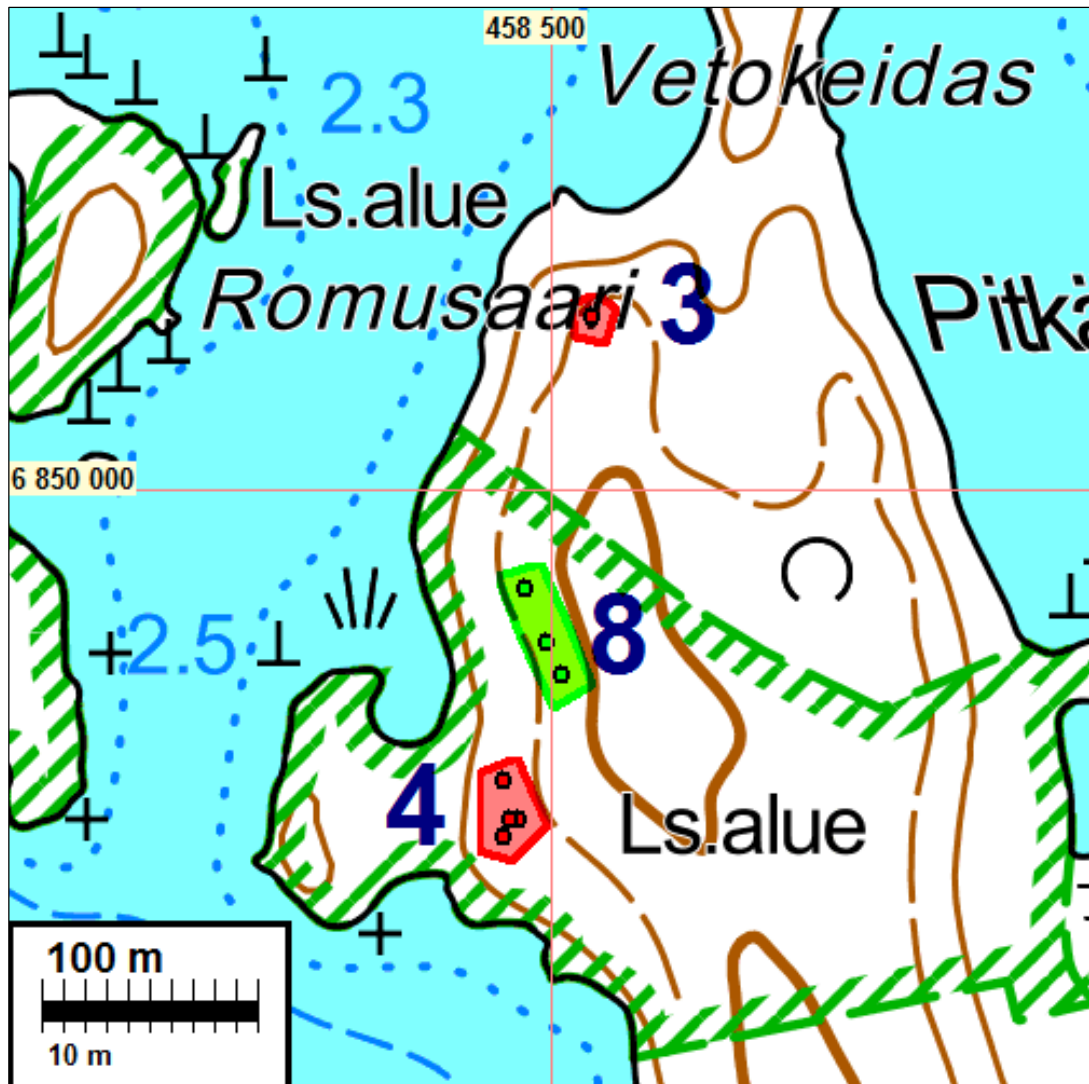 458 500
Vetokeidas
2.3
Ls.alue
Romusaari
3
Pitkä
6 850 000
8
2.5
4
Ls.alue
100 m
10 m